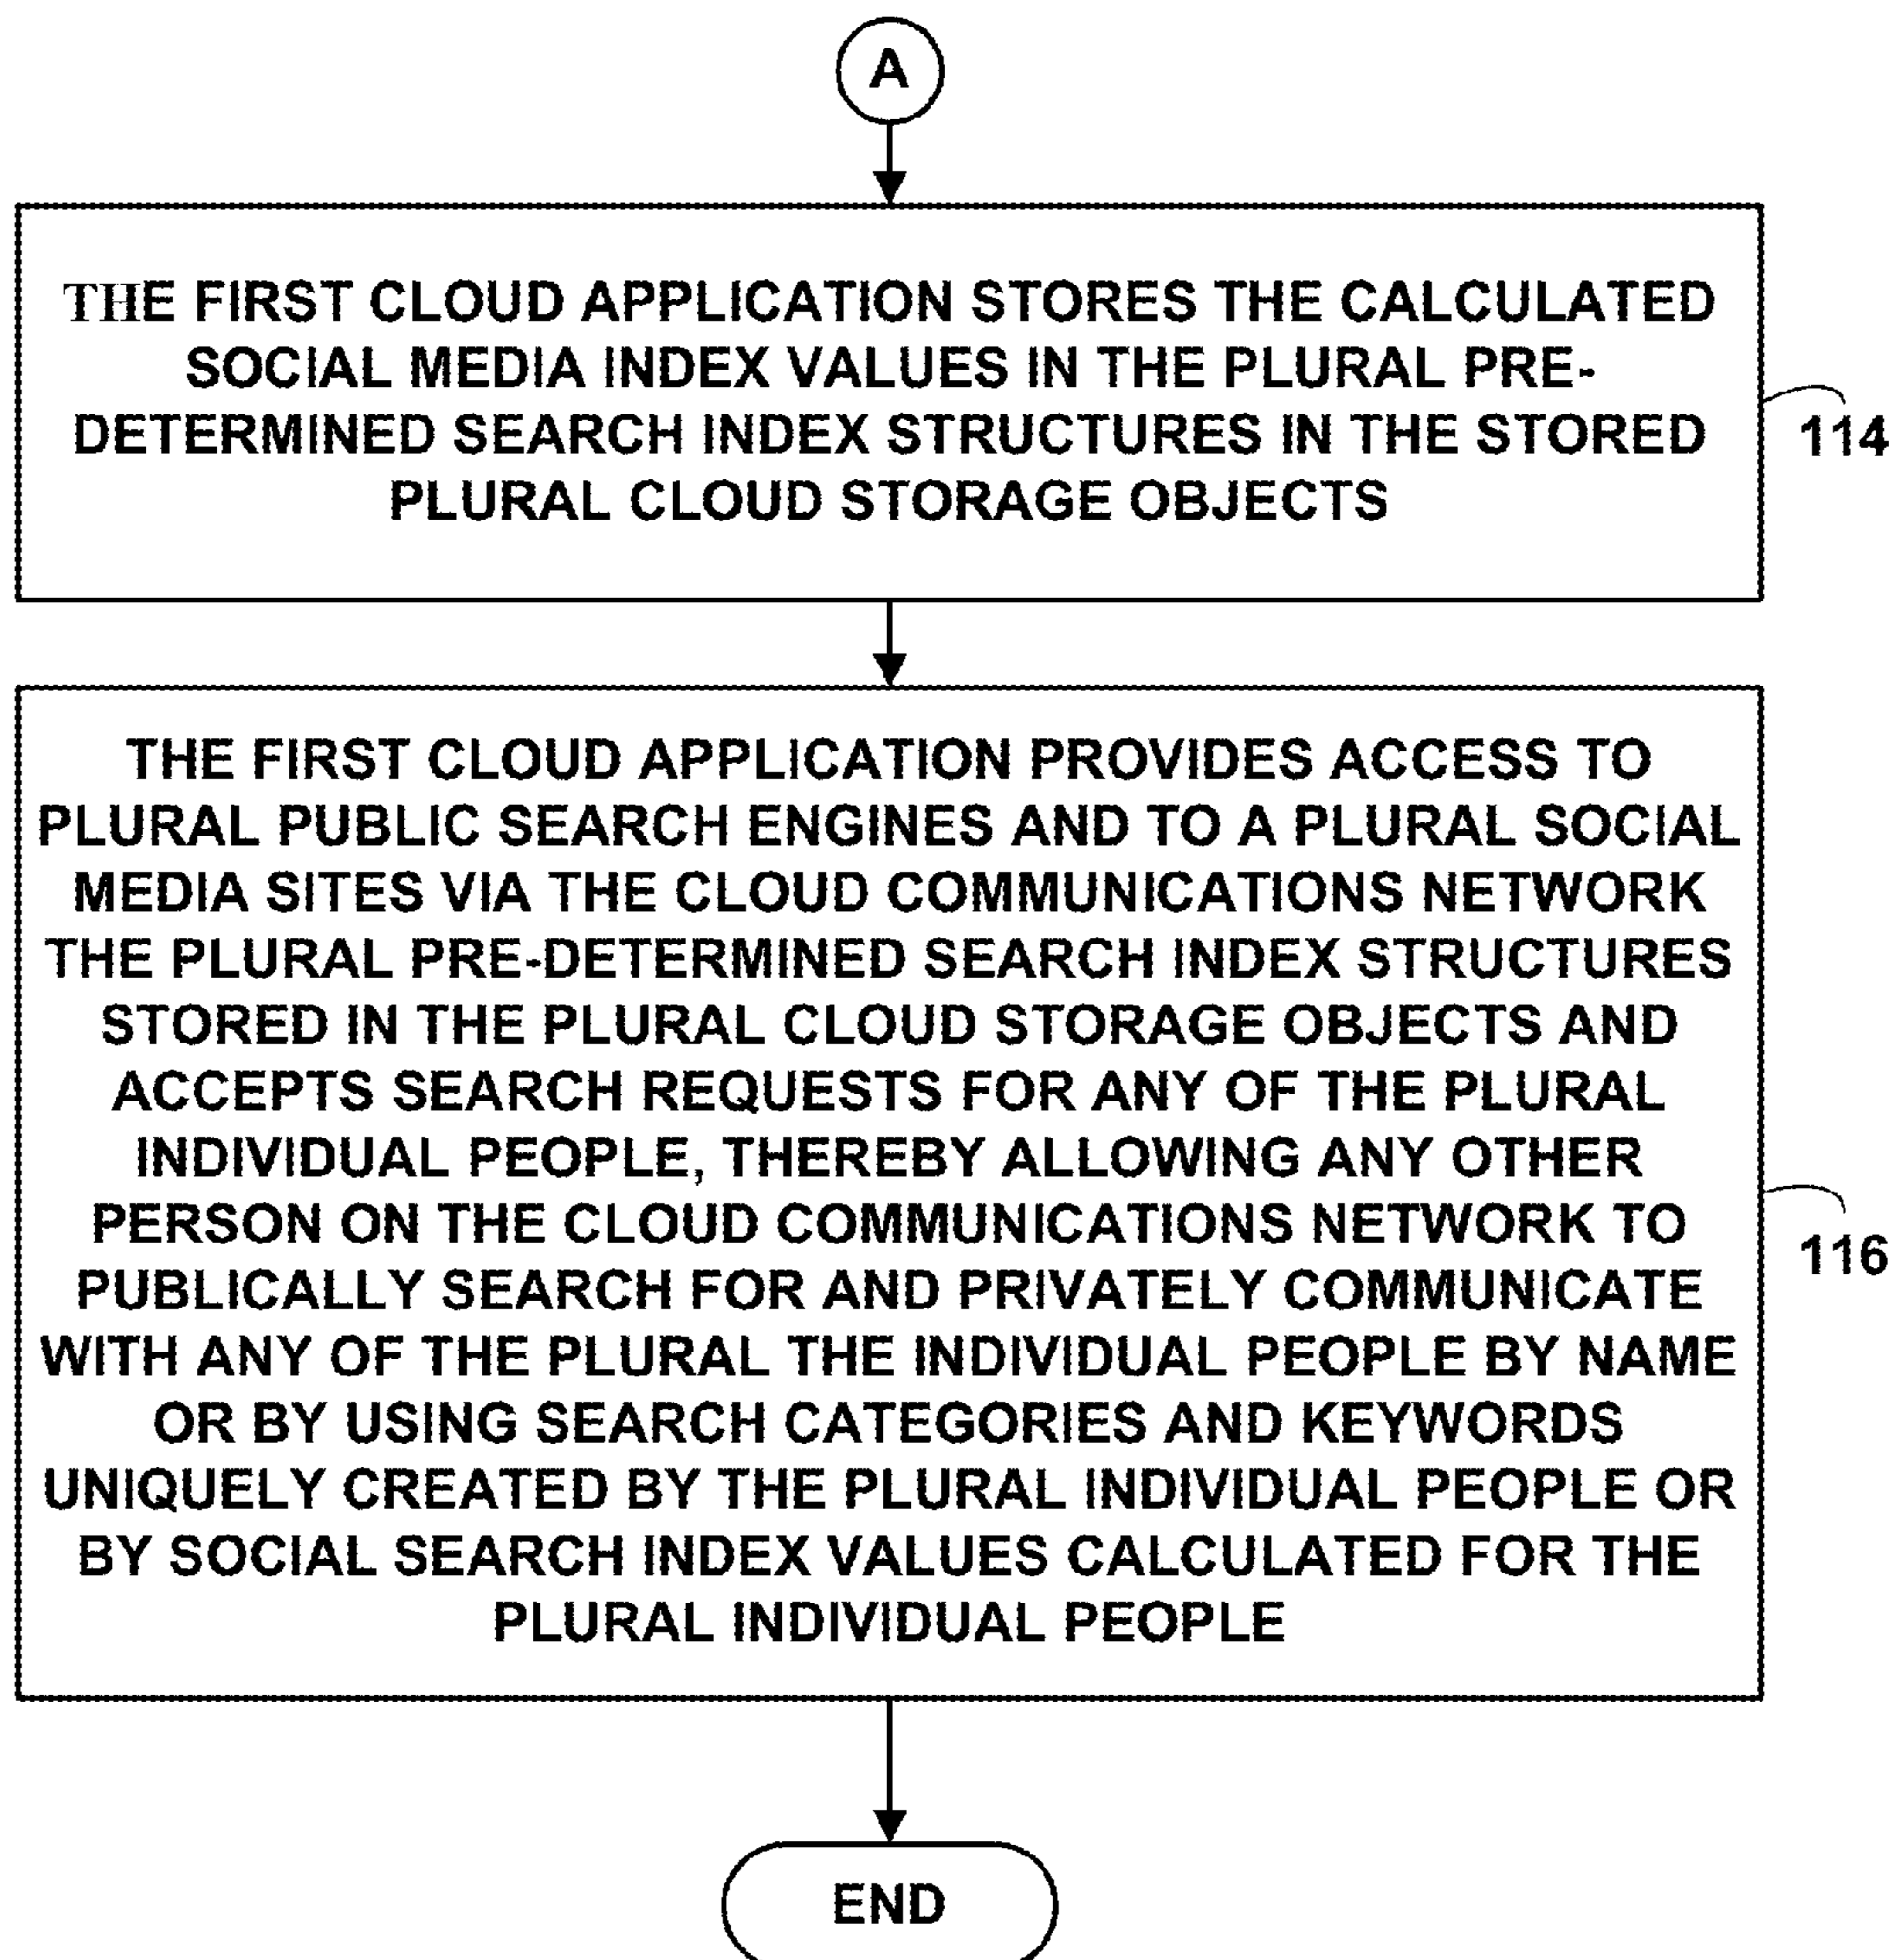 A
THE FIRST CLOUD APPLICATION STORES THE CALCULATED
SOCIAL MEDIA INDEX VALUES IN THE PLURAL PRE-
DETERMINED SEARCH INDEX STRUCTURES IN THE STORED
PLURAL CLOUD STORAGE OBJECTS
114
THE FIRST CLOUD APPLICATION PROVIDES ACCESS TO
PLURAL PUBLIC SEARCH ENGINES AND TO A PLURAL SOCIAL
MEDIA SITES VIA THE CLOUD COMMUNICATIONS NETWORK
THE PLURAL PRE-DETERMINED SEARCH INDEX STRUCTURES
STORED IN THE PLURAL CLOUD STORAGE OBJECTS AND
ACCEPTS SEARCH REQUESTS FOR ANY OF THE PLURAL
INDIVIDUAL PEOPLE, THEREBY ALLOWING ANY OTHER
PERSON ON THE CLOUD COMMUNICATIONS NETWORK TO
PUBLICALLY SEARCH FOR AND PRIVATELY COMMUNICATE
WITH ANY OF THE PLURAL THE INDIVIDUAL PEOPLE BY NAME
OR BY USING SEARCH CATEGORIES AND KEYWORDS
UNIQUELY CREATED BY THE PLURAL INDIVIDUAL PEOPLE OR
BY SOCIAL SEARCH INDEX VALUES CALCULATED FOR THE
PLURAL INDIVIDUAL PEOPLE
116
END